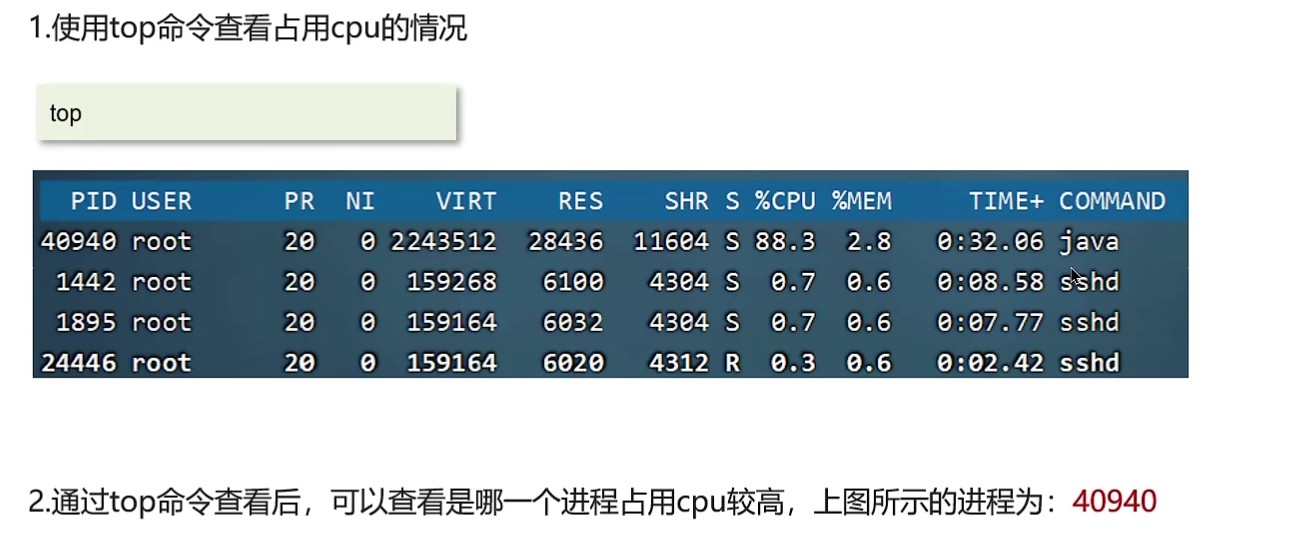 1.使用top命令查看占用cpu的情况
top
PID USER PR NI VIRT RES SHR S %CPU %MEM TIME+ COMMAND
40940 root 20 0 2243512 28436 11604 S 88.3 2.8 0:32.06 java
1442 root 20 0 159268 6100 4304 S 0.7 0.6 0:08.58 sshd
1895 root 20 0 159164 6032 4304 S 0.7 0.6 0:07.77 sshd
24446 root 20 0 159164 6020 4312 R 0.3 0.6 0:02.42 sshd
2.通过top命令查看后，可以查看是哪一个进程占用cpu较高，上图所示的进程为：40940